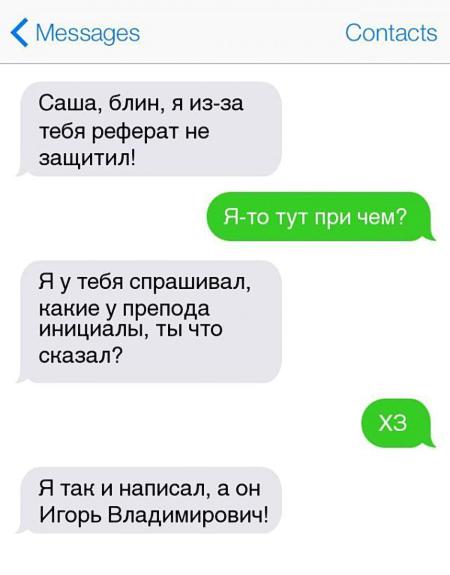 Messages Contacts
Саша, блин, я из-за
тебя реферат не
защитил!
Я-то тут при чем?
Я у тебя спрашивал,
какие у препода
инициалы, ты что
сказал?
ХЗ
Я так и написал, а он
Игорь Владимирович!